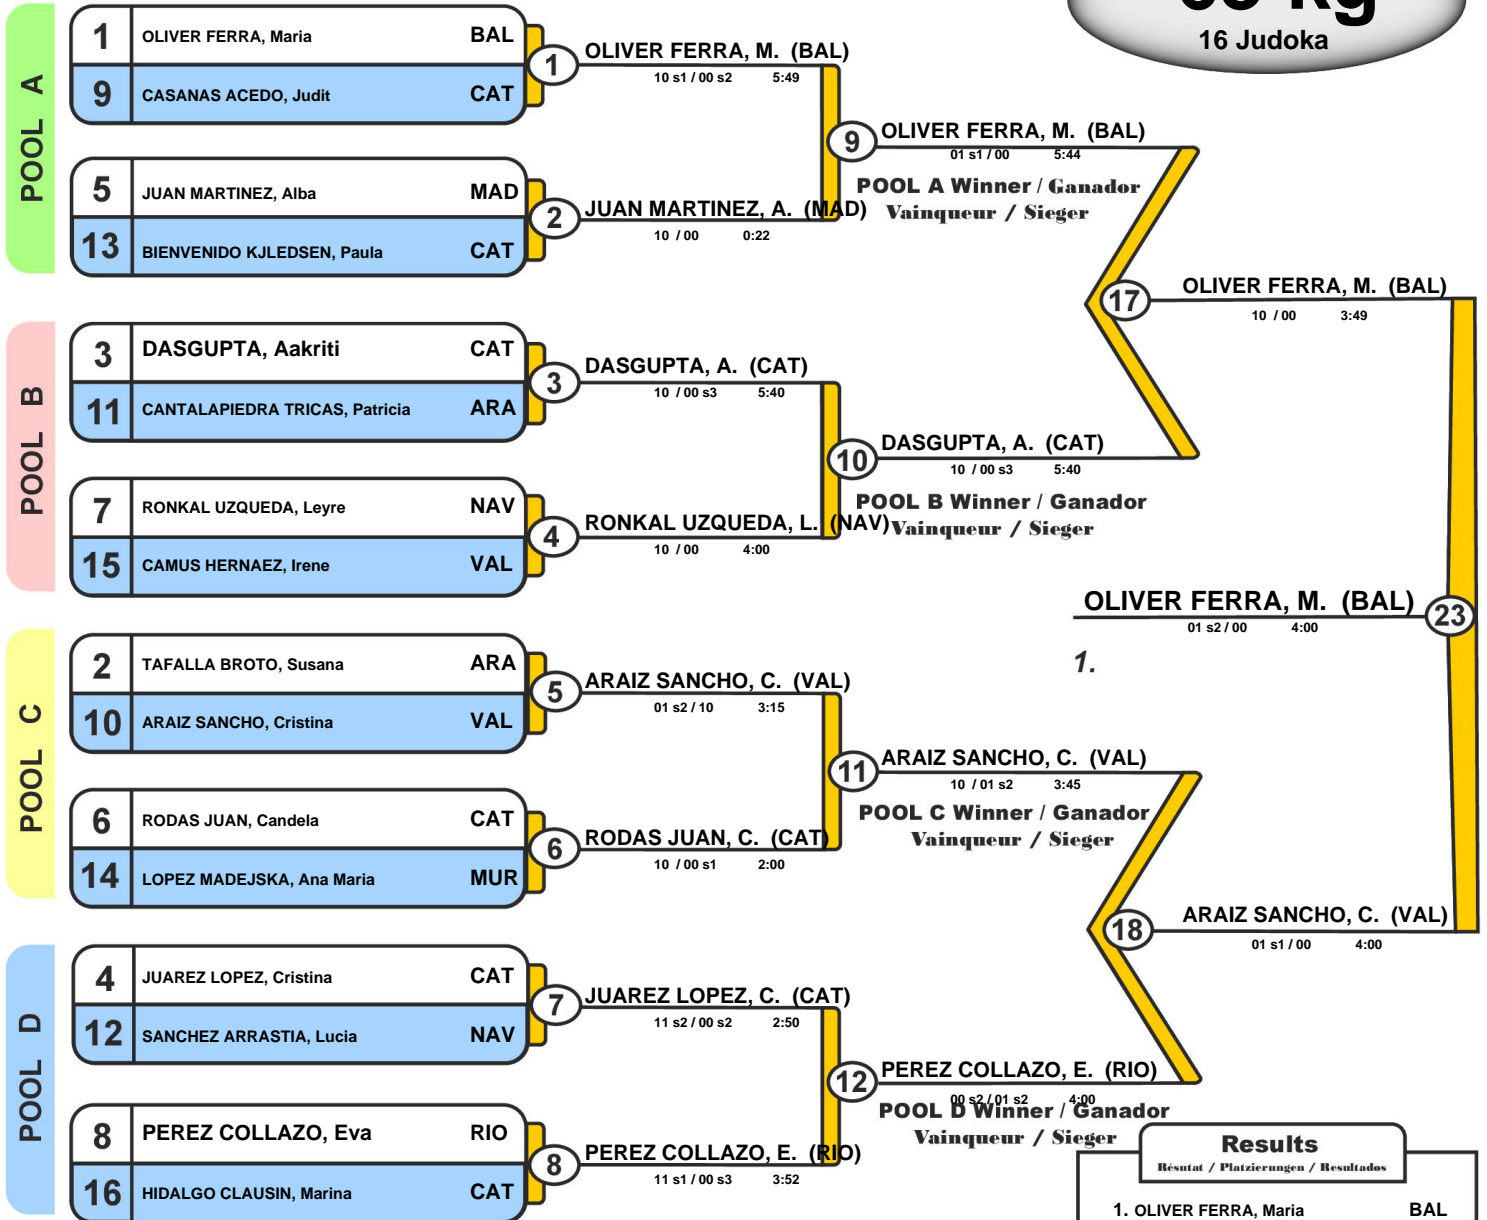 kg
16 Judoka
POOL A
1 OLIVER FERRA, Maria BAL
9 CASANAS ACEDO, Judit CAT
1 OLIVER FERRA, M. (BAL)
10 s1 / 00 s2 5:49
5 JUAN MARTINEZ, Alba MAD
13 BIENVENIDO KJLEDSEN, Paula CAT
2 JUAN MARTINEZ, A. (MAD)
10 / 00 0:22
9 OLIVER FERRA, M. (BAL)
01 s1 / 00 5:44
POOL A Winner / Ganador
Vainqueur / Sieger
POOL B
3 DASGUPTA, Aakriti CAT
11 CANTALAPIEDRA TRICAS, Patricia ARA
3 DASGUPTA, A. (CAT)
10 / 00 s3 5:40
7 RONKAL UZQUEDA, Leyre NAV
15 CAMUS HERNAEZ, Irene VAL
4 RONKAL UZQUEDA, L. (NAV)
10 / 00 4:00
10 DASGUPTA, A. (CAT)
10 / 00 s3 5:40
POOL B Winner / Ganador
Vainqueur / Sieger
17 OLIVER FERRA, M. (BAL)
10 / 00 3:49
POOL C
2 TAFALLA BROTO, Susana ARA
10 ARAIZ SANCHO, Cristina VAL
5 ARAIZ SANCHO, C. (VAL)
01 s2 / 10 3:15
6 RODAS JUAN, Candela CAT
14 LOPEZ MADEJSKA, Ana Maria MUR
6 RODAS JUAN, C. (CAT)
10 / 00 s1 2:00
11 ARAIZ SANCHO, C. (VAL)
10 / 01 s2 3:45
POOL C Winner / Ganador
Vainqueur / Sieger
POOL D
4 JUAREZ LOPEZ, Cristina CAT
12 SANCHEZ ARRASTIA, Lucia NAV
7 JUAREZ LOPEZ, C. (CAT)
11 s2 / 00 s2 2:50
8 PEREZ COLLAZO, Eva RIO
16 HIDALGO CLAUSIN, Marina CAT
8 PEREZ COLLAZO, E. (RIO)
11 s1 / 00 s3 3:52
12 PEREZ COLLAZO, E. (RIO)
00 s2 / 01 s2 4:00
POOL D Winner / Ganador
Vainqueur / Sieger
18 ARAIZ SANCHO, C. (VAL)
01 s1 / 00 4:00
OLIVER FERRA, M. (BAL) 23
01 s2 / 00 4:00
1.
Results
Résutat / Platzierungen / Resultados
1. OLIVER FERRA, Maria BAL